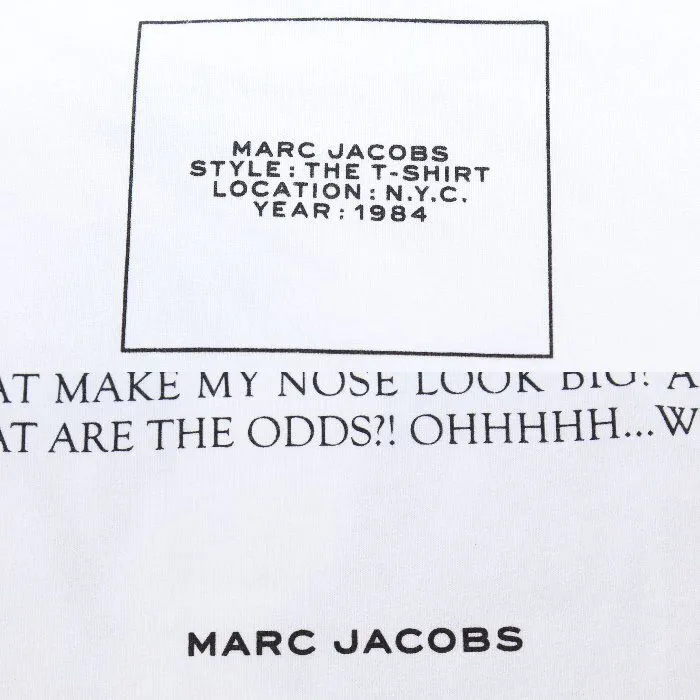 MARC JACOBS
STYLE : THE T-SHIRT
LOCATION : N.Y.C.
YEAR : 1984
AT MAKE MY NOSE LOOK BIG? A
AT ARE THE ODDS?! OHHHHH...W
MARC JACOBS